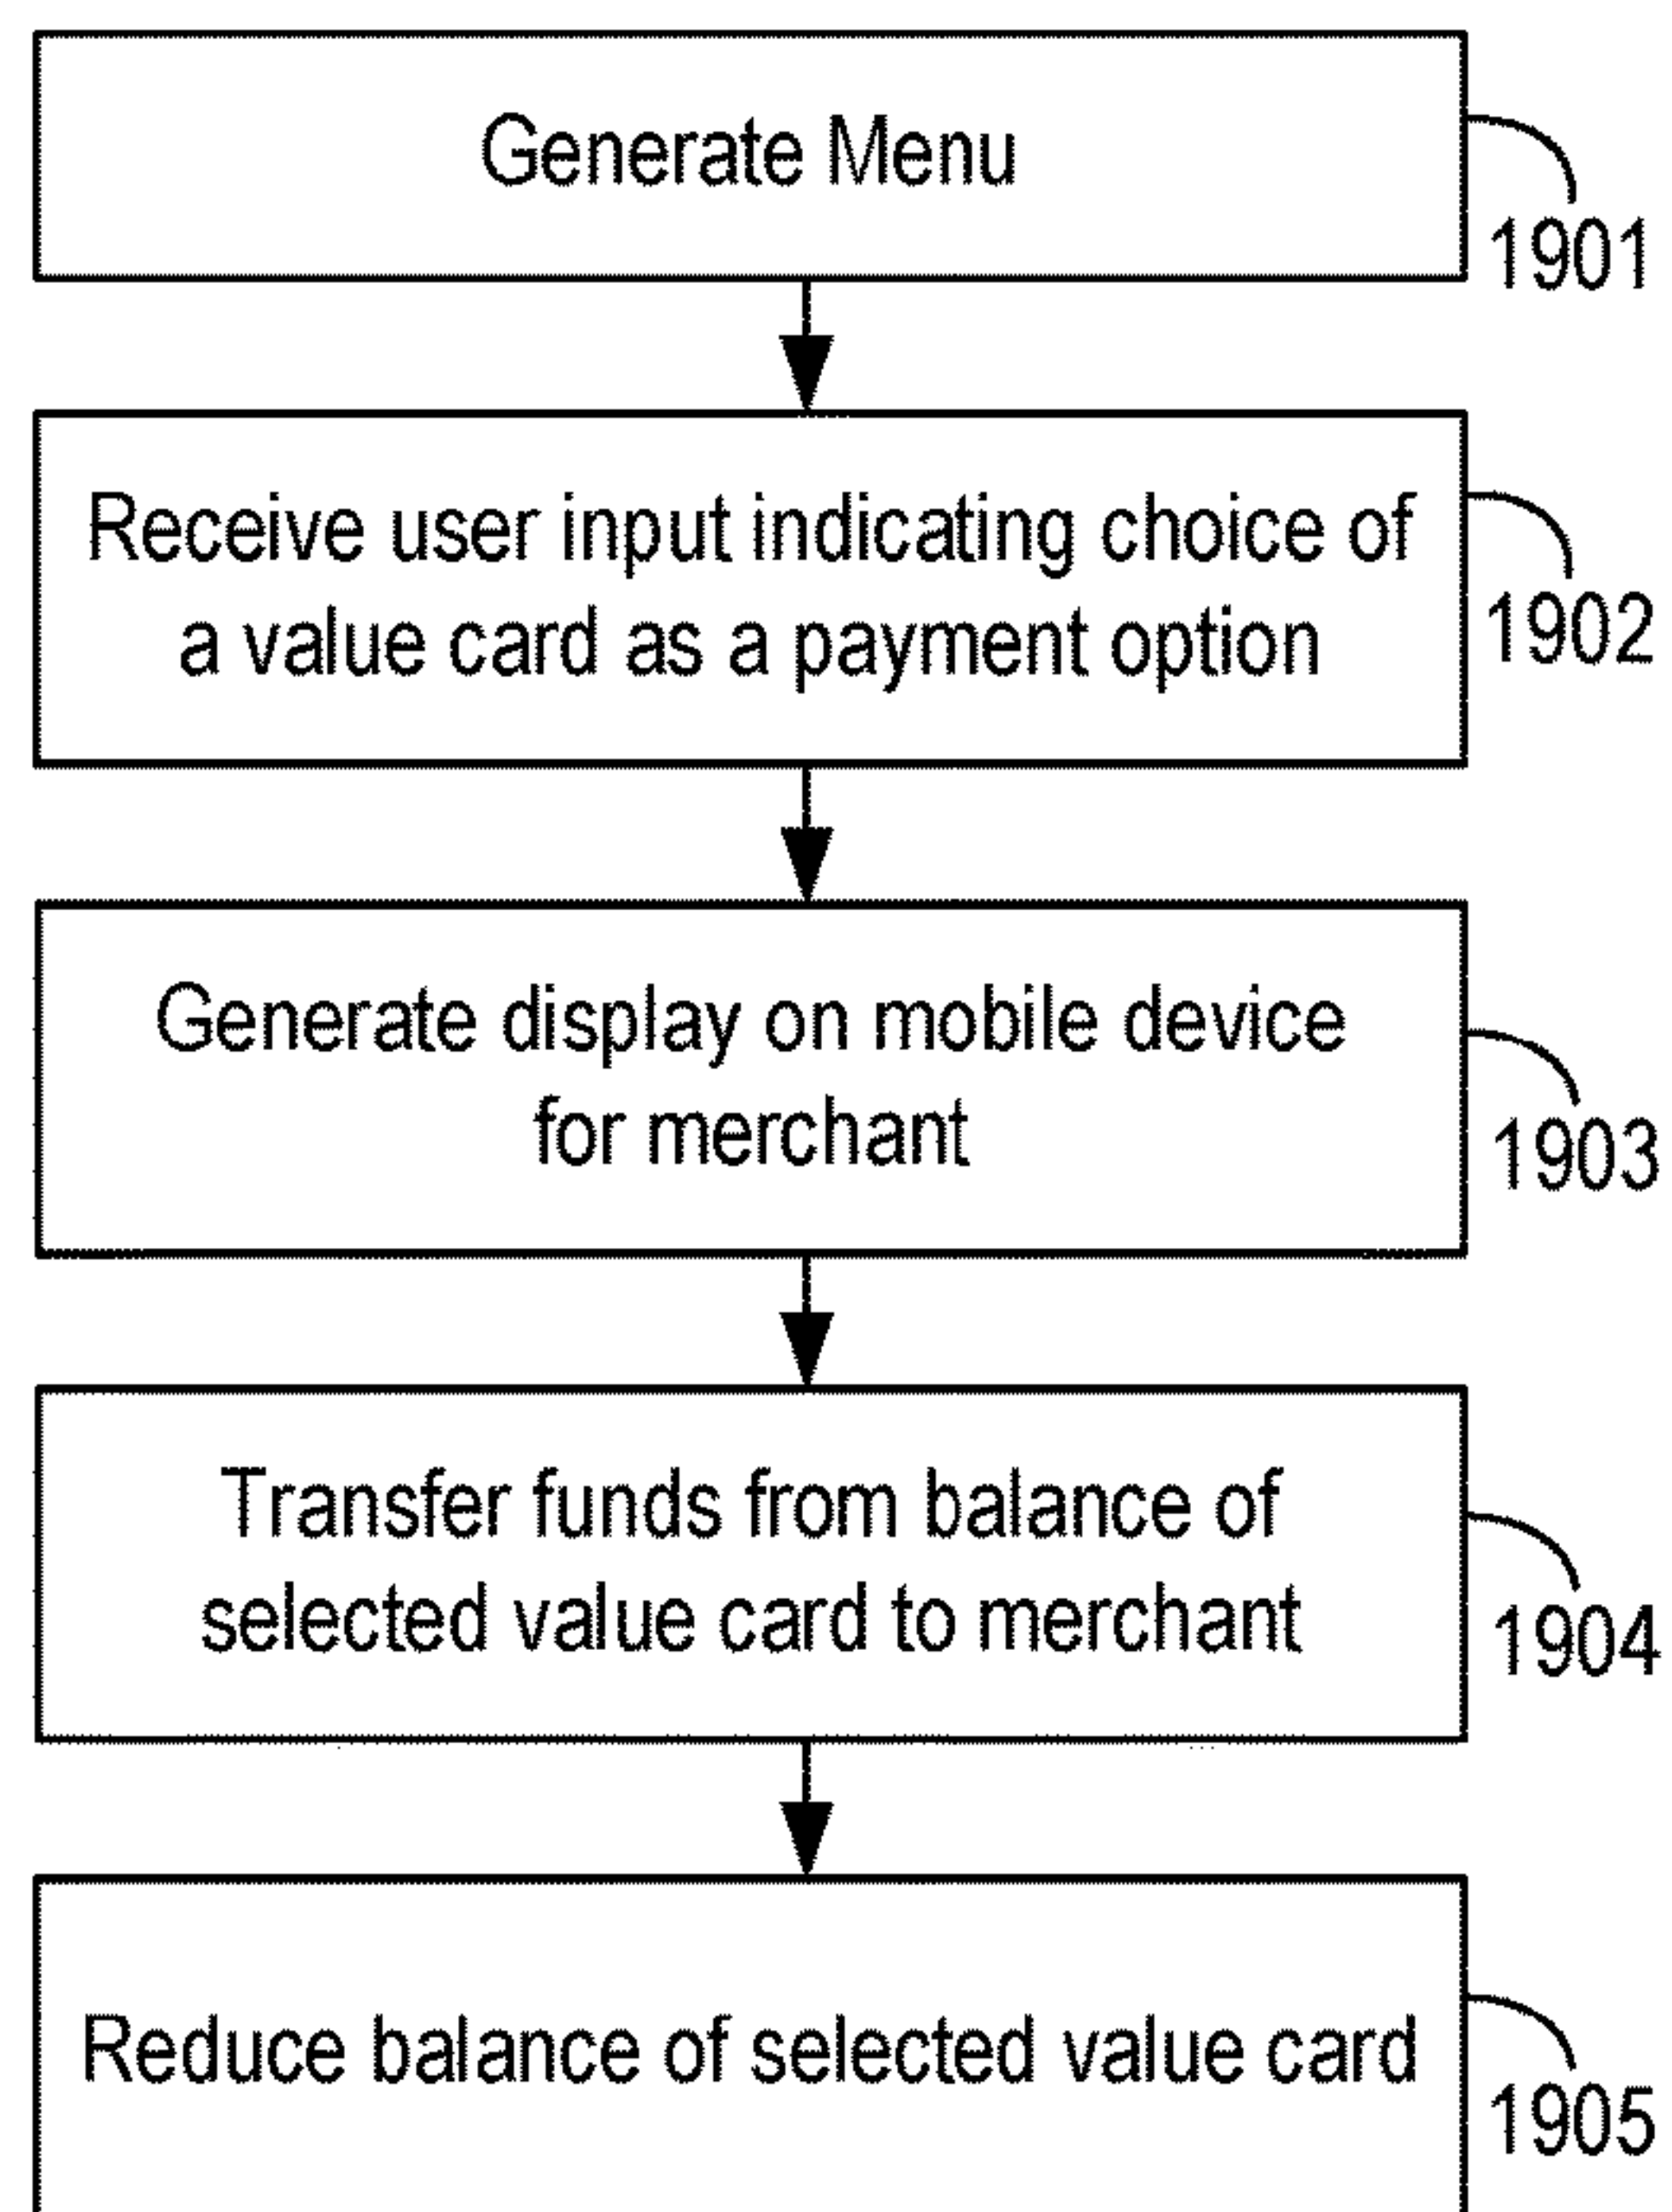 Generate Menu
1901
Receive user input indicating choice of
a value card as a payment option
1902
Generate display on mobile device
for merchant
1903
Transfer funds from balance of
selected value card to merchant
1904
Reduce balance of selected value card
1905